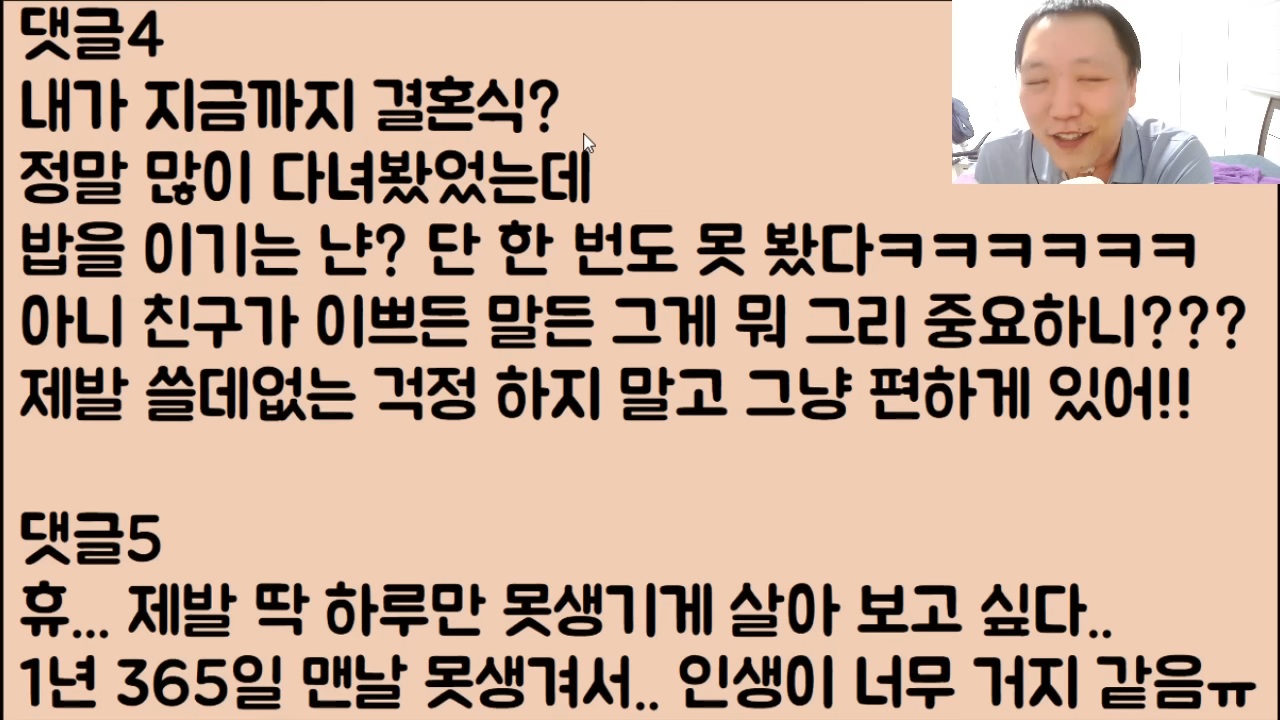 댓글4
내가 지금까지 결혼식?
정말 많이 다녀봤었는데
밥을 이기는 냔? 단 한 번도 못 봤다ㅋㅋㅋㅋㅋㅋ
아니 친구가 이쁘든 말든 그게 뭐 그리 중요하니???
제발 쓸데없는 걱정 하지 말고 그냥 편하게 있어!!
댓글5
휴... 제발 딱 하루만 못생기게 살아 보고 싶다..
1년 365일 맨날 못생겨서.. 인생이 너무 거지 같음ㅠ